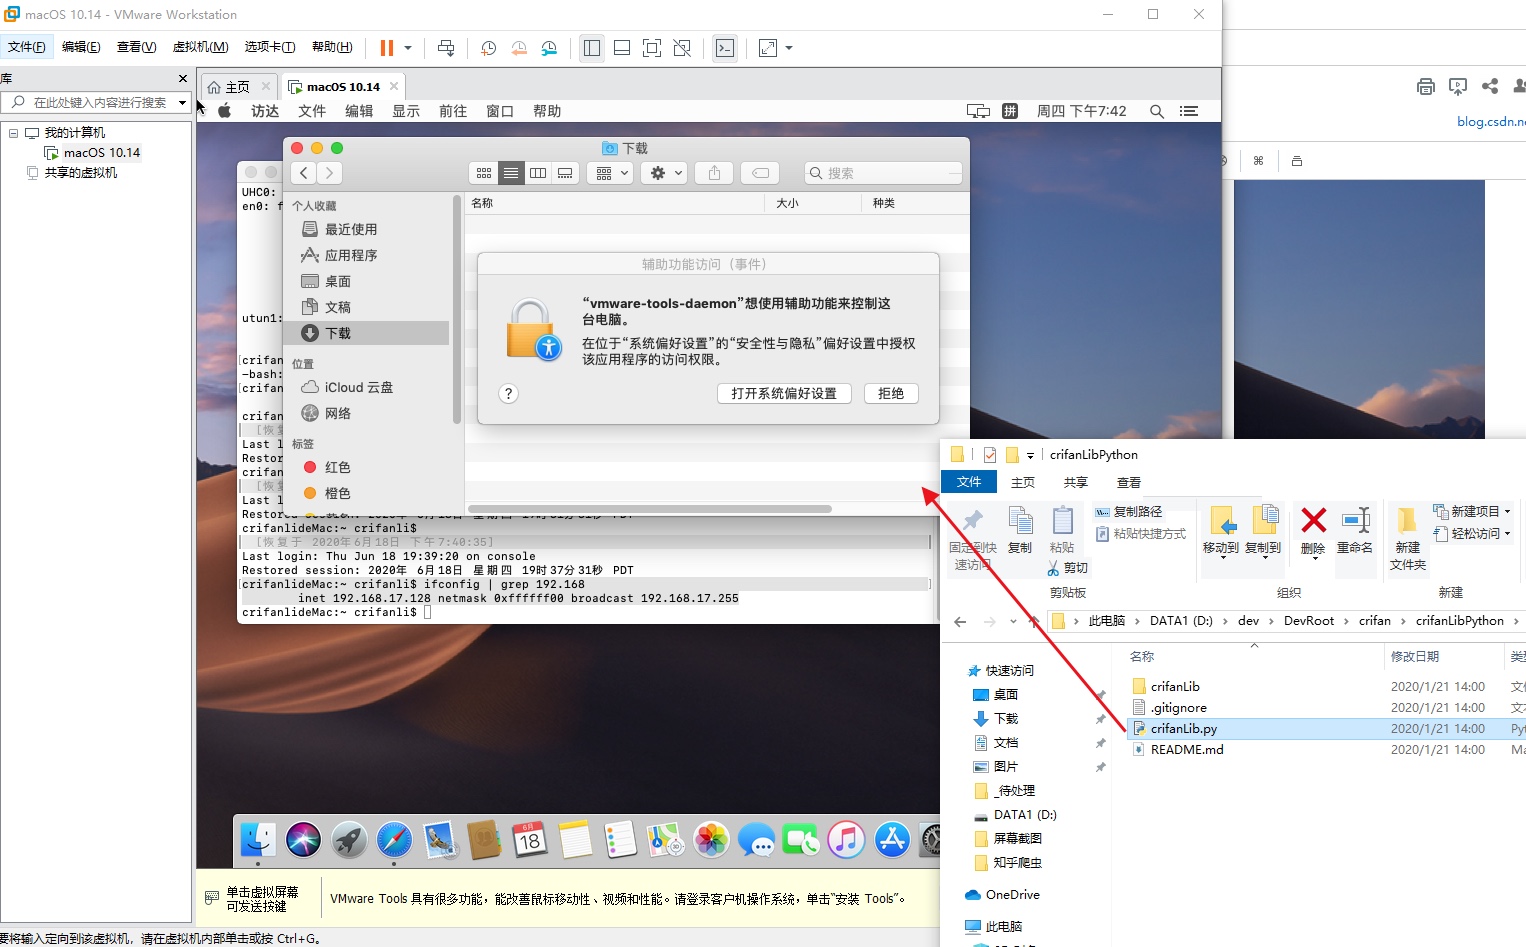 macOS 10.14 - VMware Workstation
文件(F) 编辑(E) 查看(V) 虚拟机(M) 选项卡(T) 帮助(H)
库
在此处键入内容进行搜索
我的计算机
macOS 10.14
共享的虚拟机
主页
macOS 10.14
访达 文件 编辑 显示 前往 窗口 帮助
拼 周四 下午7:42
blog.csdn.n
下载
搜索
UHC0:
en0: f
utun1:
[crifan
-bash:
[crifan
crifan
[恢复
Last l
Restor
crifan
[恢复
Last l
个人收藏
最近使用
应用程序
桌面
文稿
下载
位置
iCloud 云盘
网络
标签
红色
橙色
名称 大小 种类
辅助功能访问（事件）
“vmware-tools-daemon”想使用辅助功能来控制这
台电脑。
在位于“系统偏好设置”的“安全性与隐私”偏好设置中授权
该应用程序的访问权限。
?
打开系统偏好设置 拒绝
crifanlideMac:~ crifanli$
[恢复于 2020年6月18日 下午7:40:35]
Last login: Thu Jun 18 19:39:20 on console
Restored session: 2020年 6月18日 星期四 19时37分31秒 PDT
[crifanlideMac:~ crifanli$ ifconfig | grep 192.168 ]
inet 192.168.17.128 netmask 0xffffff00 broadcast 192.168.17.255
crifanlideMac:~ crifanli$
6月
18
单击虚拟屏幕
可发送按键
VMware Tools 具有很多功能，能改善鼠标移动性、视频和性能。请登录客户机操作系统，单击“安装 Tools”。
要将输入定向到该虚拟机，请在虚拟机内部单击或按 Ctrl+G。
crifanLibPython
文件 主页 共享 查看
固定到快
速访问
复制
粘贴
复制路径
粘贴快捷方式
剪切
剪贴板
移动到 复制到 删除 重命名
组织
新建
文件夹
新建项目
轻松访问
新建
此电脑 > DATA1 (D:) > dev > DevRoot > crifan > crifanLibPython >
名称 修改日期
crifanLib 2020/1/21 14:00
.gitignore 2020/1/21 14:00
crifanLib.py 2020/1/21 14:00
README.md 2020/1/21 14:00
快速访问
桌面
下载
文档
图片
_待处理
DATA1 (D:)
屏幕截图
知乎爬虫
OneDrive
此电脑